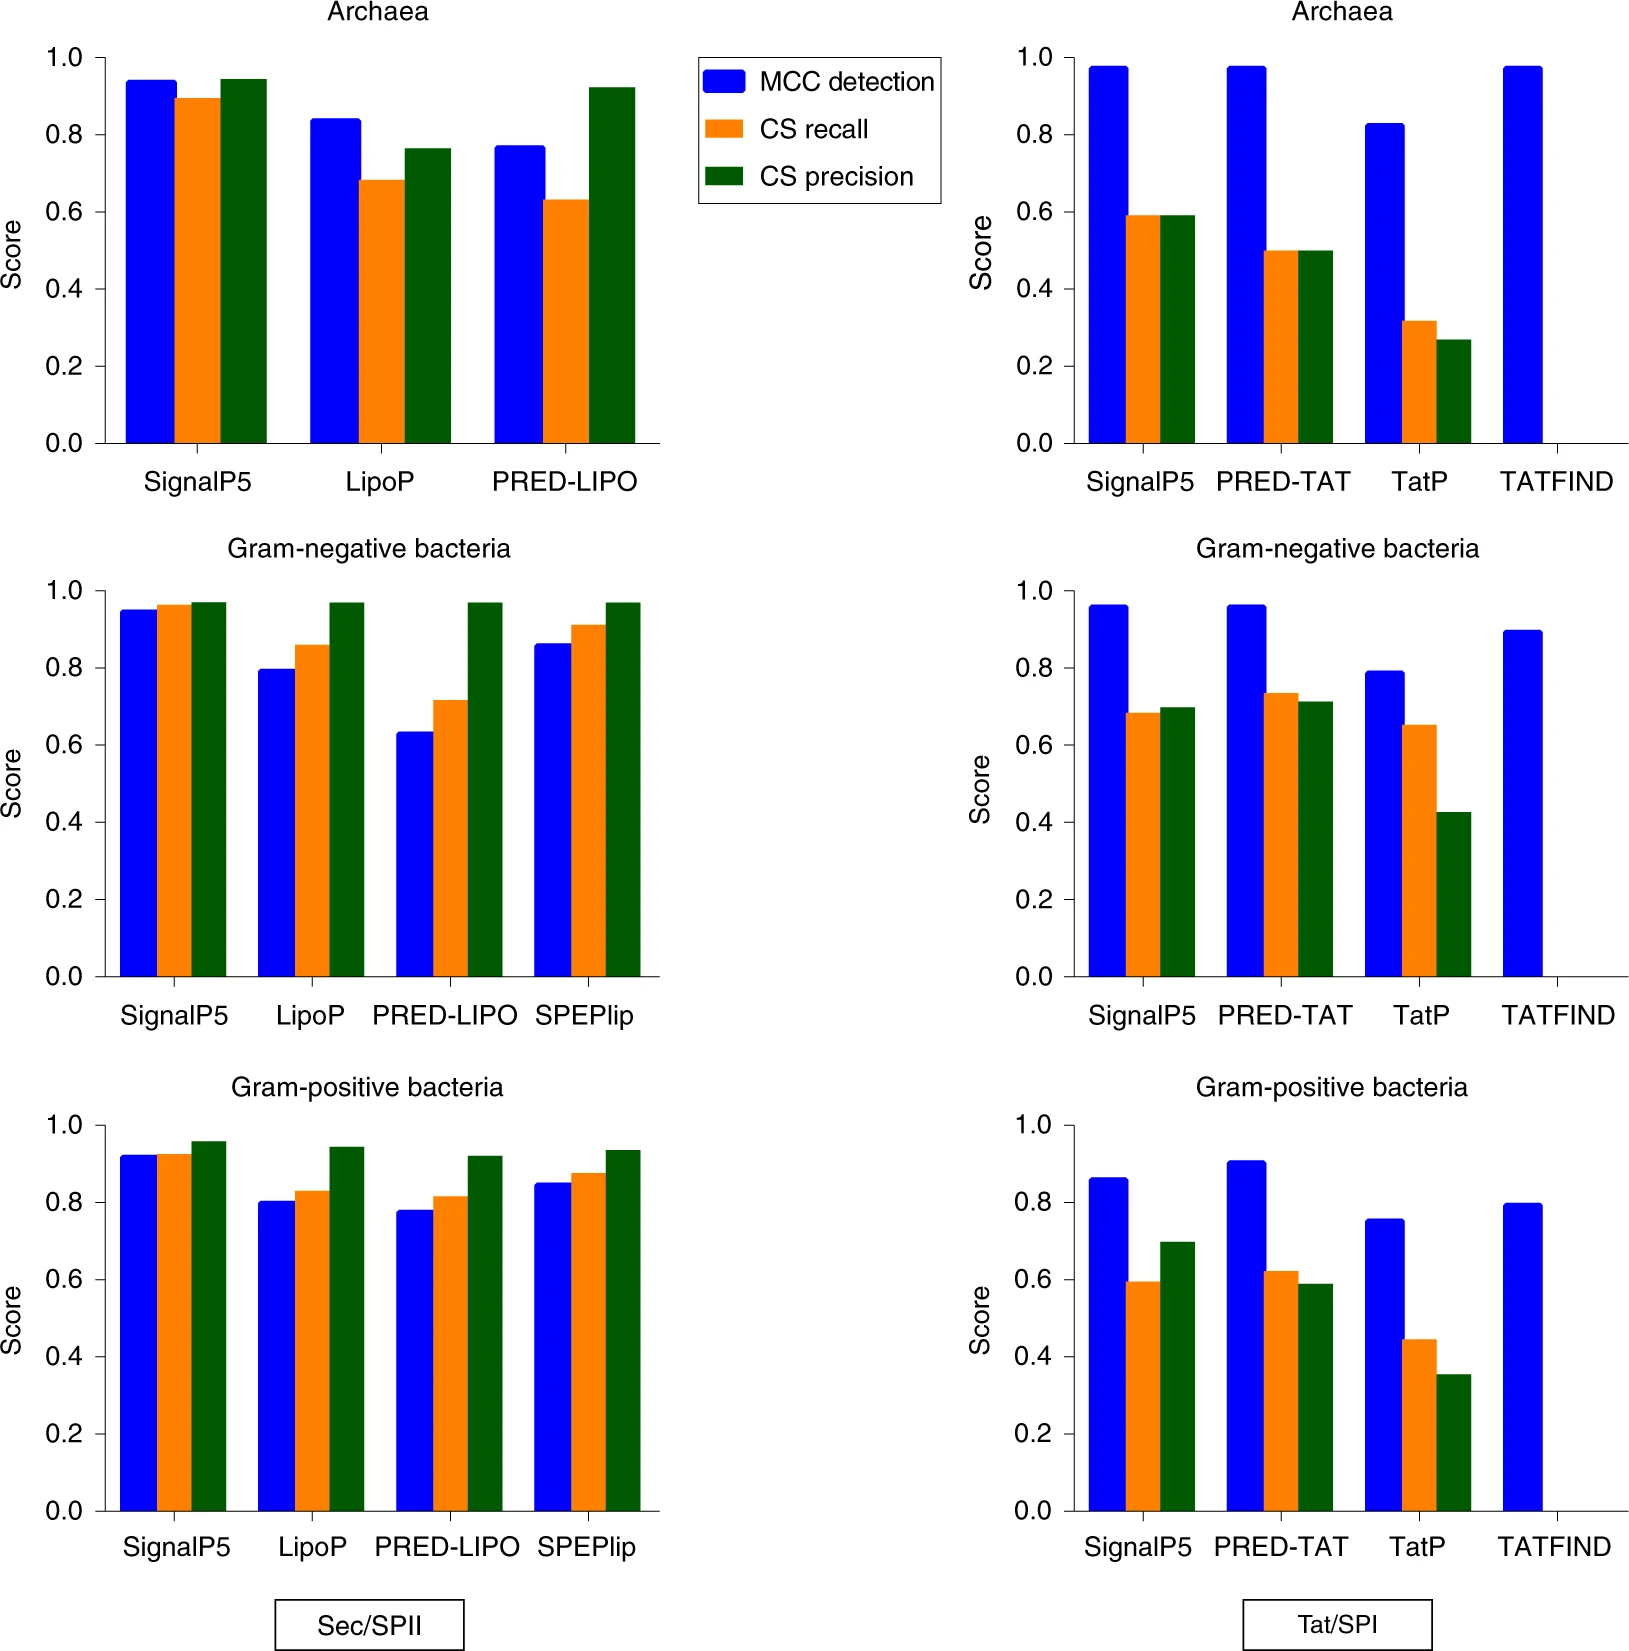 Archaea
1.0
0.8
0.6
0.4
0.2
0.0
Score
SignalP5 LipoP PRED-LIPO
MCC detection
CS recall
CS precision
Archaea
1.0
0.8
0.6
0.4
0.2
0.0
Score
SignalP5 PRED-TAT TatP TATFIND
Gram-negative bacteria
1.0
0.8
0.6
0.4
0.2
0.0
Score
SignalP5 LipoP PRED-LIPO SPEPlip
Gram-negative bacteria
1.0
0.8
0.6
0.4
0.2
0.0
Score
SignalP5 PRED-TAT TatP TATFIND
Gram-positive bacteria
1.0
0.8
0.6
0.4
0.2
0.0
Score
SignalP5 LipoP PRED-LIPO SPEPlip
Gram-positive bacteria
1.0
0.8
0.6
0.4
0.2
0.0
Score
SignalP5 PRED-TAT TatP TATFIND
Sec/SPII
Tat/SPI